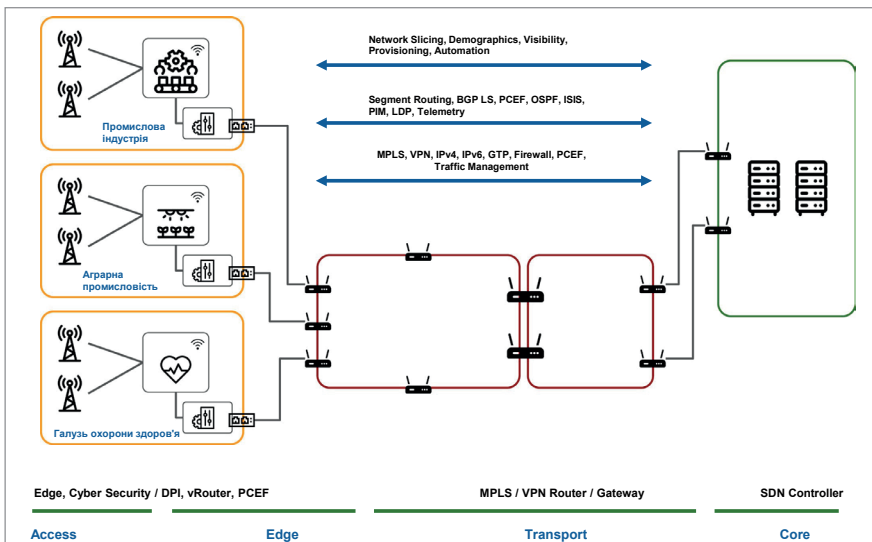 Network Slicing, Demographics, Visibility,
Provisioning, Automation
Segment Routing, BGP LS, PCEF, OSPF, ISIS,
PIM, LDP, Telemetry
MPLS, VPN, IPv4, IPv6, GTP, Firewall, PCEF,
Traffic Management
Промислова
індустрія
Аграрна
промисловість
Галузь охорони здоров'я
Edge, Cyber Security / DPI, vRouter, PCEF
MPLS / VPN Router / Gateway
SDN Controller
Access
Edge
Transport
Core